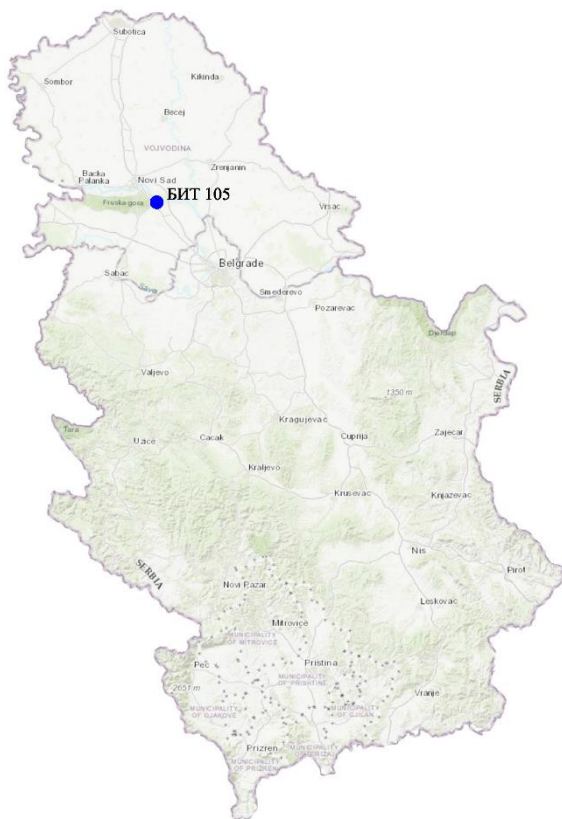 Subotica
Sombor
Kikinda
Becej
VOJVODINA
Backa
Palanka
Novi Sad
Zrenjanin
БИТ 105
Fruska gora
Vrsac
Belgrade
Sabac
Sava
Smederevo
Pozarevac
Djerdap
SERBIA
Valjevo
1350 m
Tara
Uzice
Cacak
Kragujevac
Cuprija
Zajecar
Kraljevo
Krusevac
Knjazevac
Nis
Pirot
SERBIA
Novi Pazar
Leskovac
Mitrovice
MUNICIPALITY
OF MITROVICE
Pec
Pristina
MUNICIPALITY
OF PRISHTINE
2651 m
Vranje
MUNICIPALITY
OF GJAKOVE
MUNICIPALITY
OF GJILAN
Prizren
MUNICIPALITY
OF PRIZREN